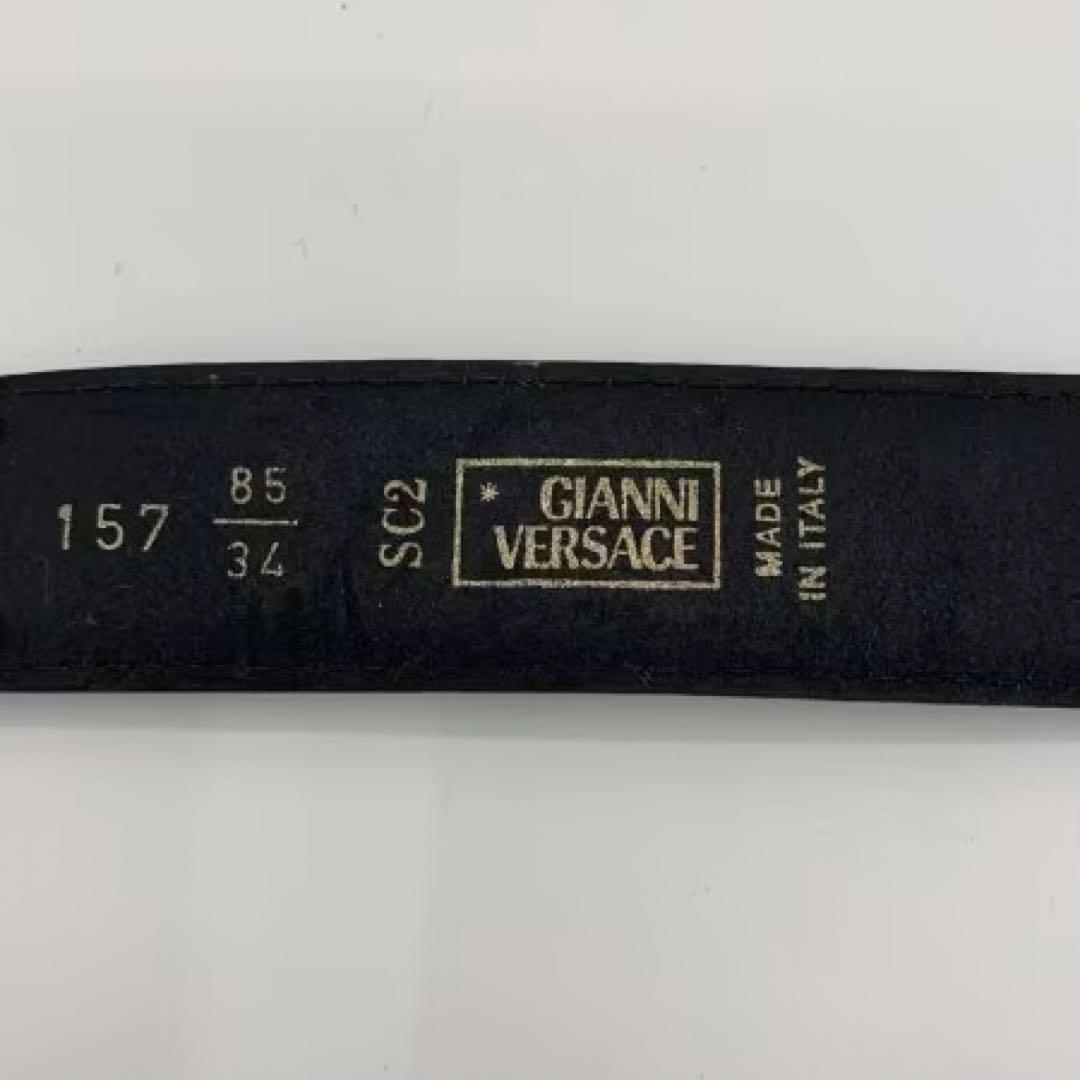 157
85
34
SC2
* GIANNI
VERSACE
MADE
IN ITALY